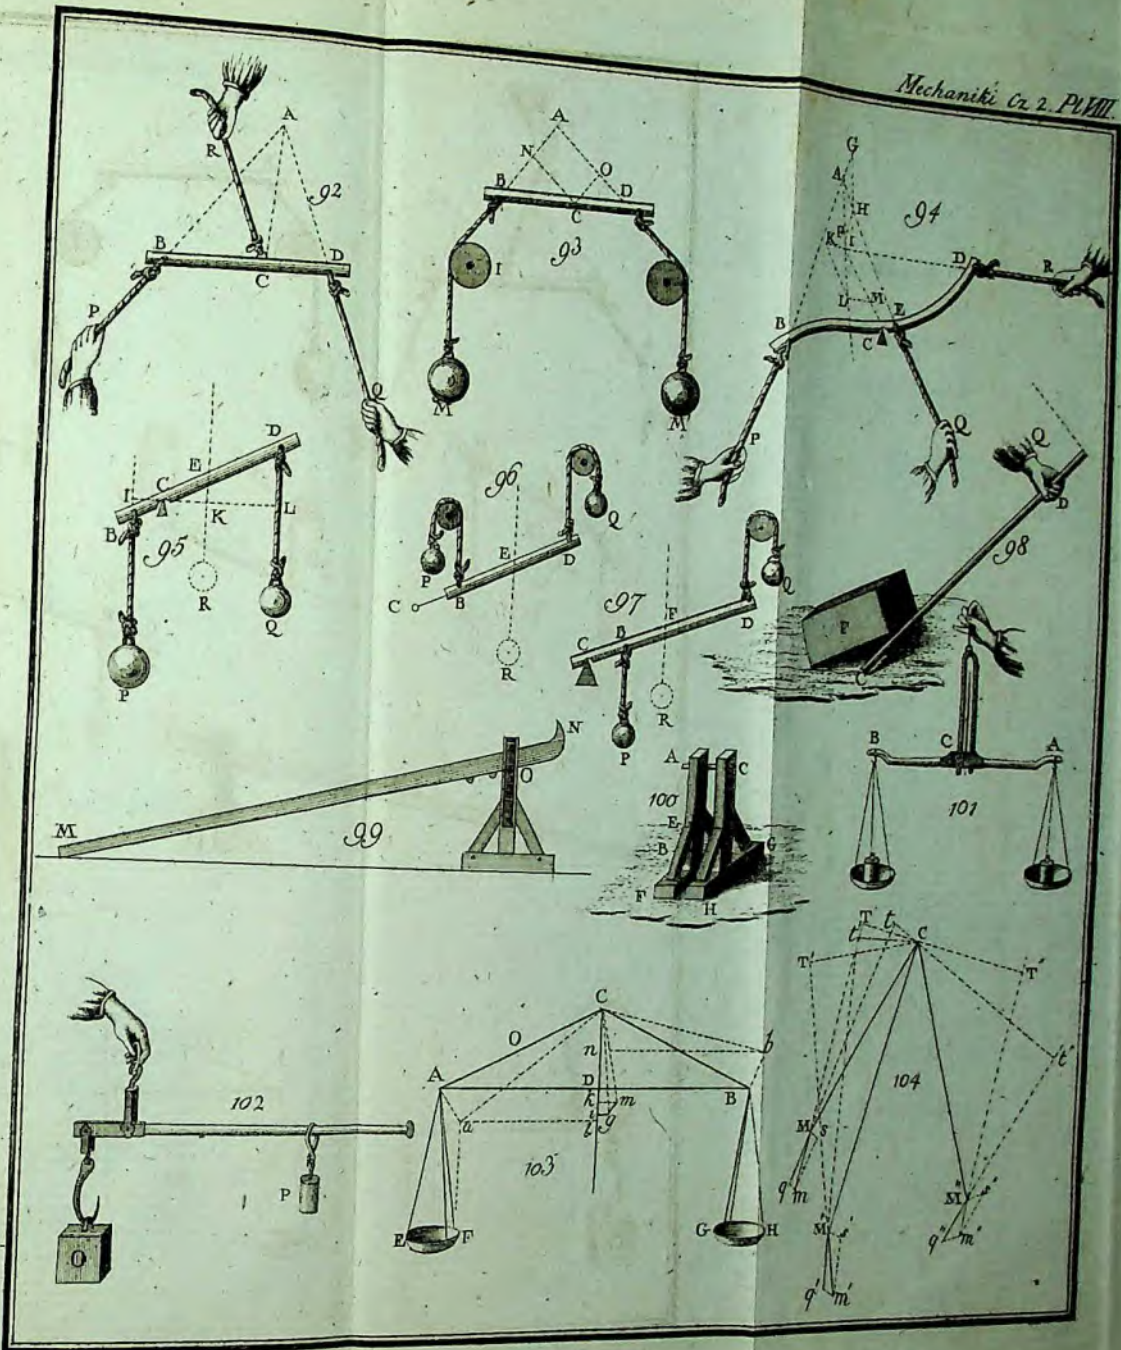 Mechaniki Cz 2. Pl. VIII.
A
R
92
B
D
C
P
Q
A
N
O
B
D
C
93
I
M
M
G
A
H
94
K
F
I
D
R
L
M
E
B
C
P
Q
D
E
I
C
K
L
B
95
R
Q
P
96
Q
P
E
D
C
B
R
97
F
Q
C
B
D
R
P
Q
D
98
F
C
N
O
99
M
A
C
100
E
B
G
F
H
B
C
A
101
102
P
O
C
O
n
b
A
D
B
k
m
a
i
g
l
103
E
F
G
H
T
t
C
t
T'
T"
t"
104
M
s
q
m
M'
s'
q'
m'
M"
s"
q"
m"